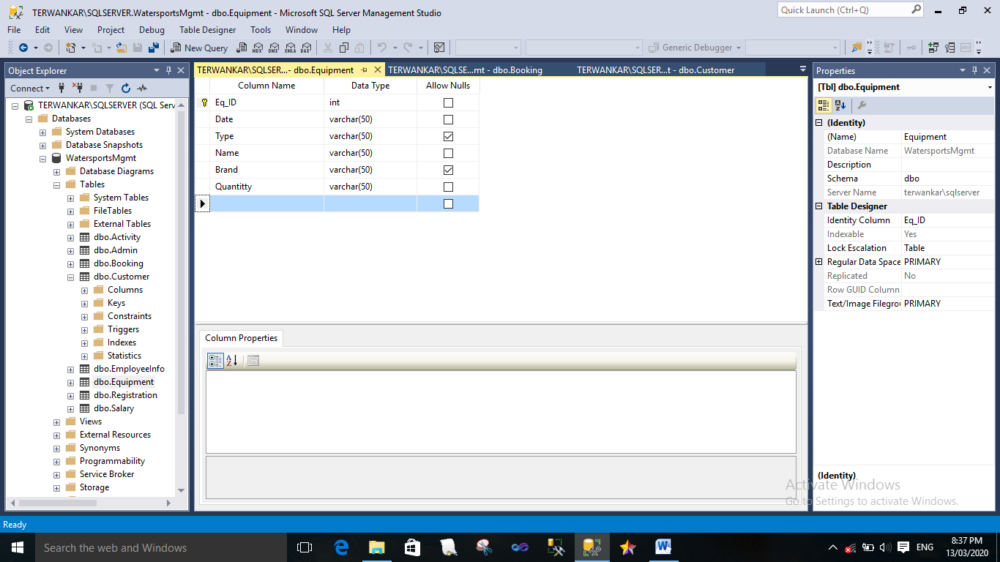 TERWANKAR\SQLSERVER.WatersportsMgmt - dbo.Equipment - Microsoft SQL Server Management Studio
Quick Launch (Ctrl+Q)
File Edit View Project Debug Table Designer Tools Window Help
New Query MDX DMX XMLA DAX Generic Debugger
Object Explorer
Connect
TERWANKAR\SQLSERVER (SQL Serv
Databases
System Databases
Database Snapshots
WatersportsMgmt
Database Diagrams
Tables
System Tables
FileTables
External Tables
dbo.Activity
dbo.Admin
dbo.Booking
dbo.Customer
Columns
Keys
Constraints
Triggers
Indexes
Statistics
dbo.EmployeeInfo
dbo.Equipment
dbo.Registration
dbo.Salary
Views
External Resources
Synonyms
Programmability
Service Broker
Storage
TERWANKAR\SQLSER...- dbo.Equipment TERWANKAR\SQLSE...mt - dbo.Booking TERWANKAR\SQLSER...t - dbo.Customer
Column Name Data Type Allow Nulls
Eq_ID int
Date varchar(50)
Type varchar(50)
Name varchar(50)
Brand varchar(50)
Quantitty varchar(50)
Column Properties
Properties
[Tbl] dbo.Equipment
(Identity)
(Name) Equipment
Database Name WatersportsMgmt
Description
Schema dbo
Server Name terwankar\sqlserver
Table Designer
Identity Column Eq_ID
Indexable Yes
Lock Escalation Table
Regular Data Space PRIMARY
Replicated No
Row GUID Column
Text/Image Filegrou PRIMARY
(Identity)
Activate Windows
Go to Settings to activate Windows.
Ready
Search the web and Windows
ENG
8:37 PM
13/03/2020